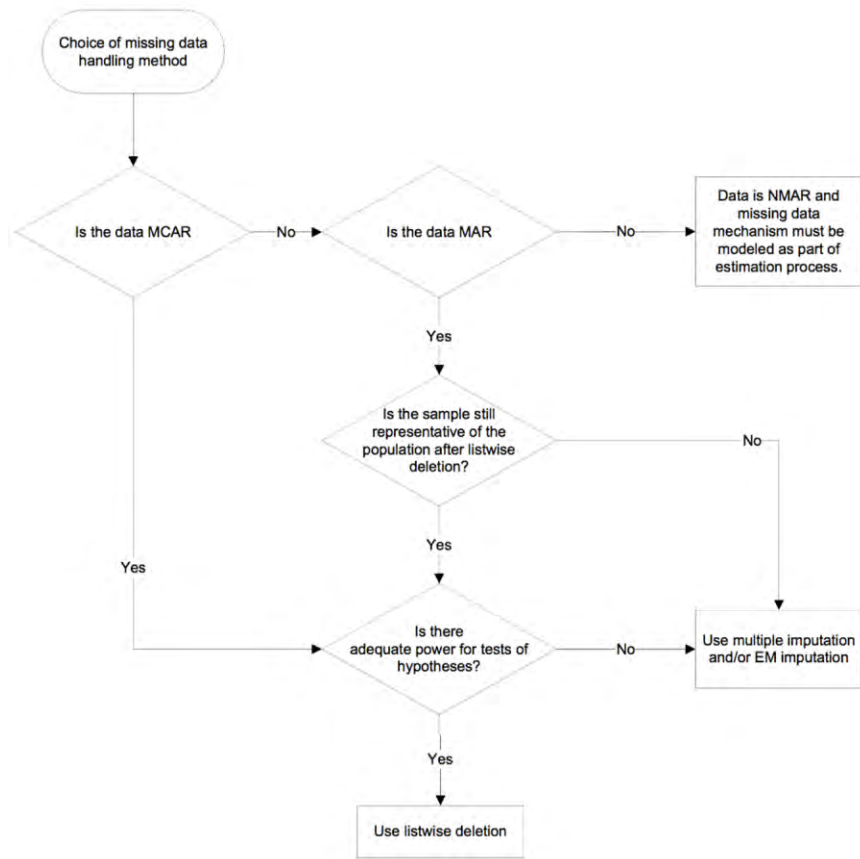 Choice of missing data
handling method
Is the data MCAR
No
Is the data MAR
No
Data is NMAR and
missing data
mechanism must be
modeled as part of
estimation process.
Yes
Is the sample still
representative of the
population after listwise
deletion?
No
Yes
Yes
Is there
adequate power for tests of
hypotheses?
No
Use multiple imputation
and/or EM imputation
Yes
Use listwise deletion